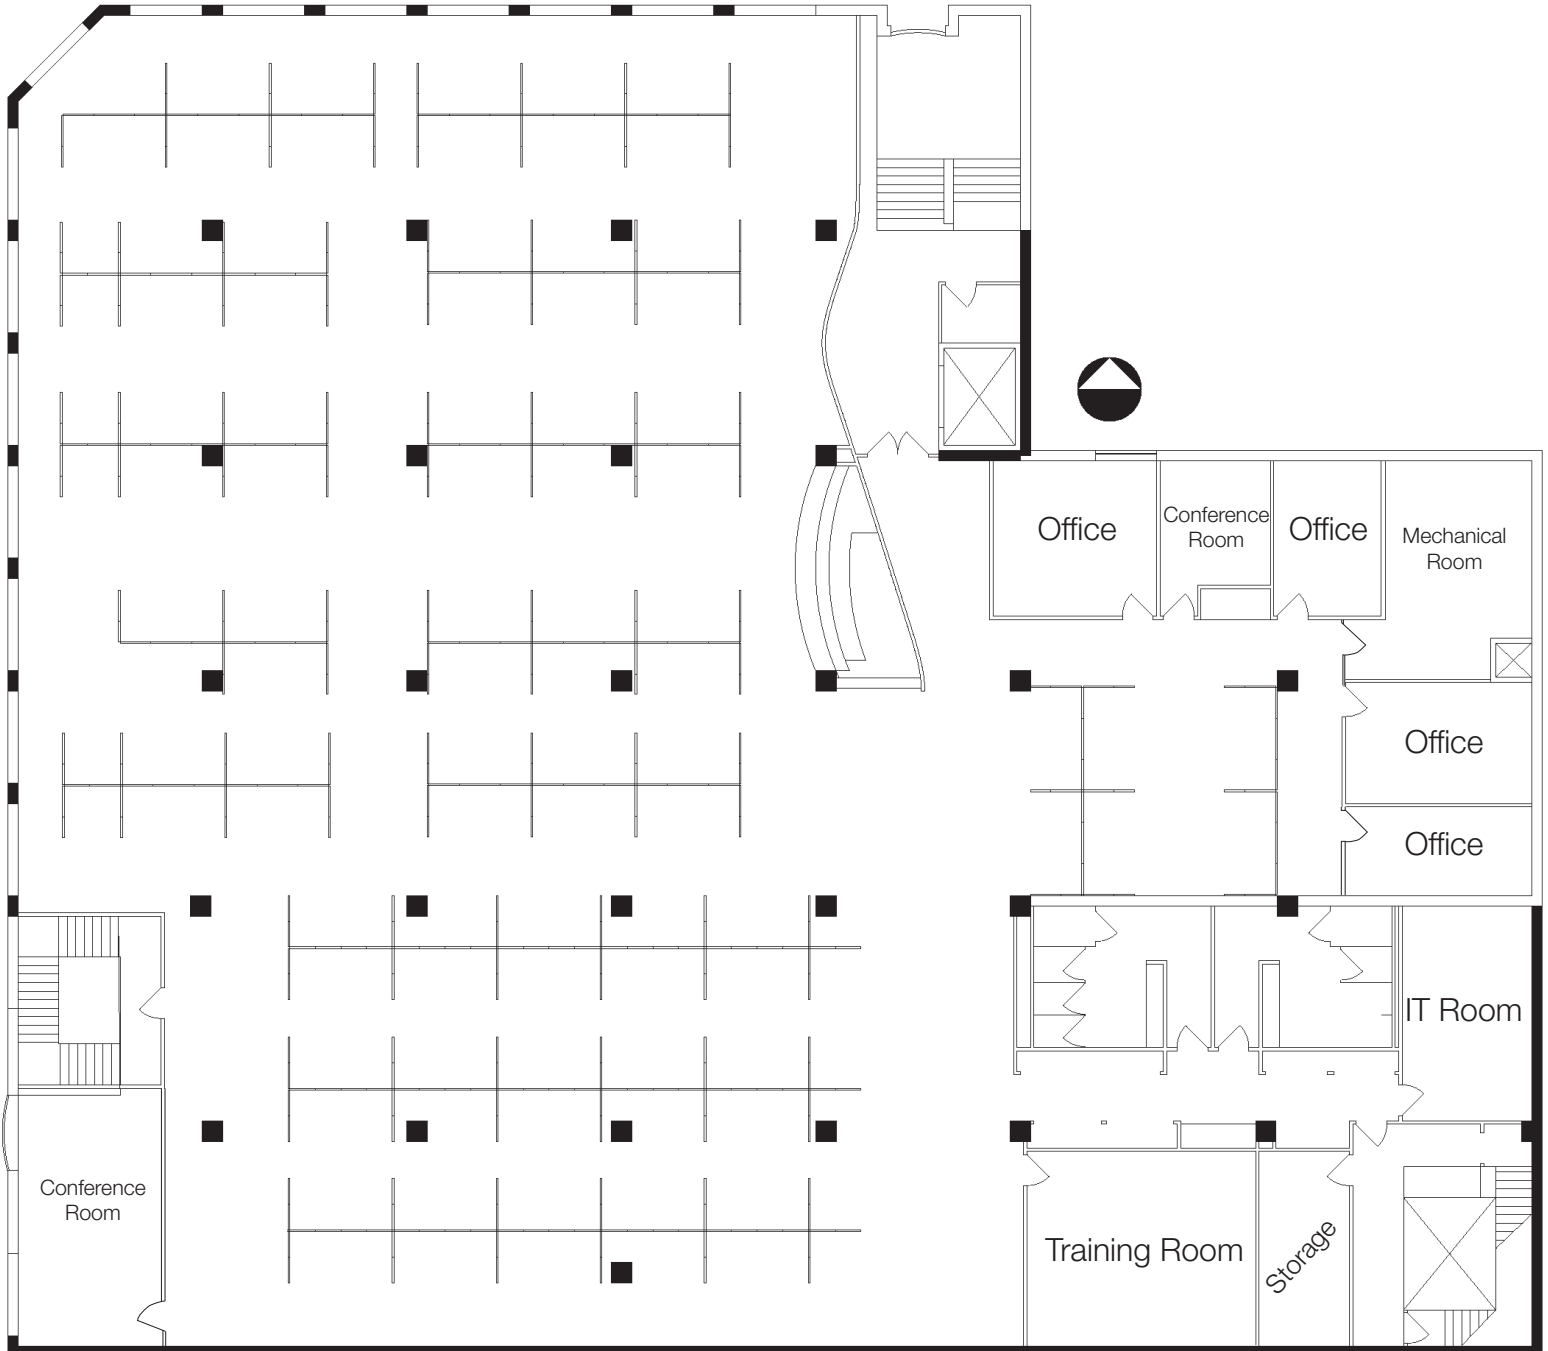 Office
Conference
Room
Office
Mechanical
Room
Office
Office
IT Room
Conference
Room
Training Room
Storage